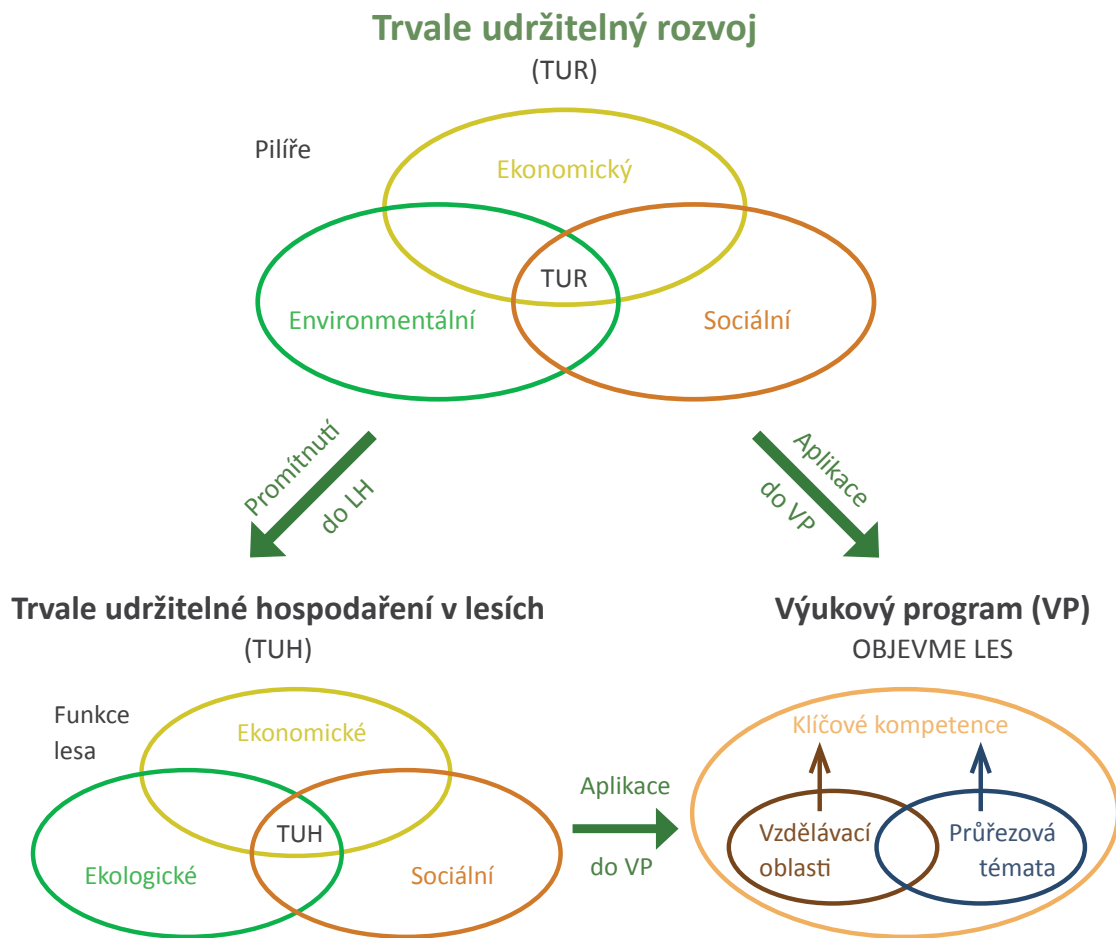 Trvale udržitelný rozvoj
(TUR)
Pilíře
Ekonomický
TUR
Environmentální
Sociální
Promítnutí
do LH
Aplikace
do VP
Trvale udržitelné hospodaření v lesích
(TUH)
Funkce
lesa
Ekonomické
TUH
Ekologické
Sociální
Aplikace
do VP
Výukový program (VP)
OBJEVME LES
Klíčové kompetence
Vzdělávací
oblasti
Průřezová
témata